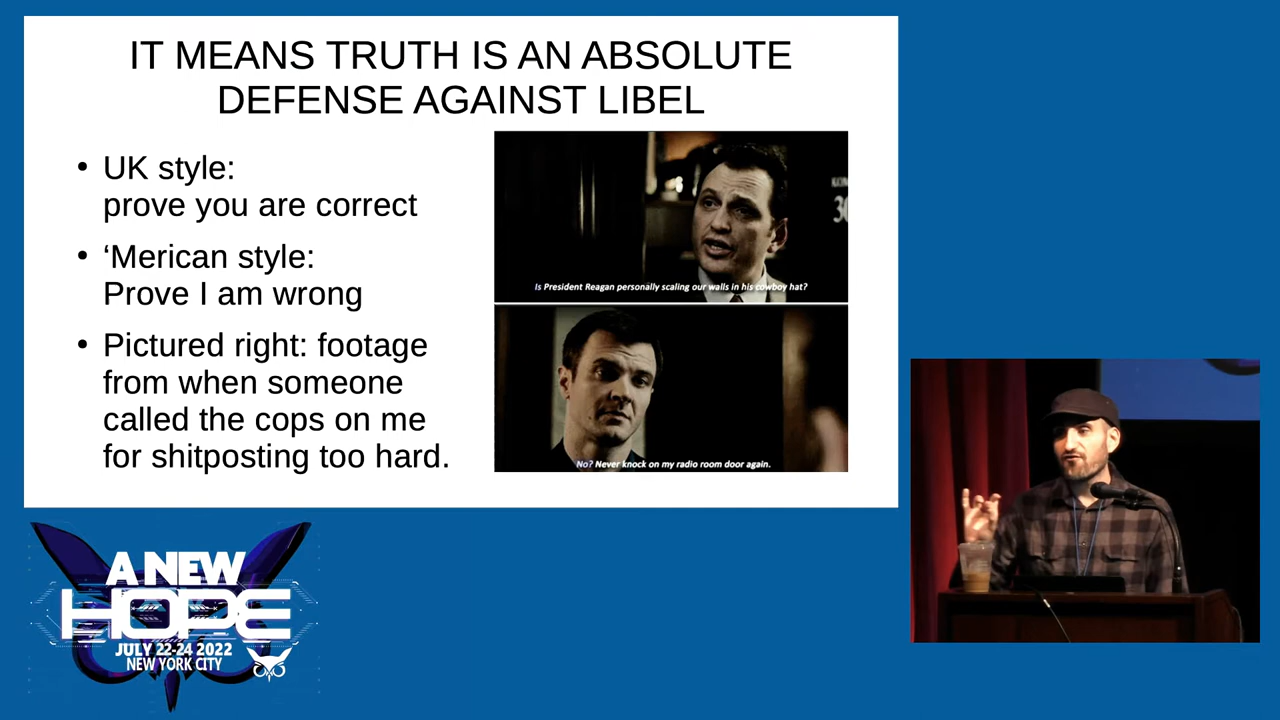 IT MEANS TRUTH IS AN ABSOLUTE
DEFENSE AGAINST LIBEL
• UK style:
prove you are correct
• ‘Merican style:
Prove I am wrong
• Pictured right: footage
from when someone
called the cops on me
for shitposting too hard.
Is President Reagan personally scaling our walls in his cowboy hat?
No? Never knock on my radio room door again.
A NEW
HOPE
JULY 22-24 2022
NEW YORK CITY